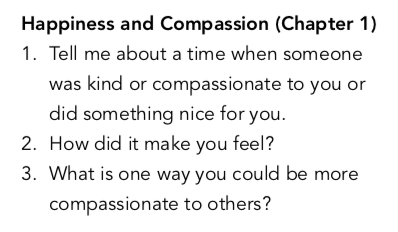 Happiness and Compassion (Chapter 1)
1. Tell me about a time when someone
was kind or compassionate to you or
did something nice for you.
2. How did it make you feel?
3. What is one way you could be more
compassionate to others?